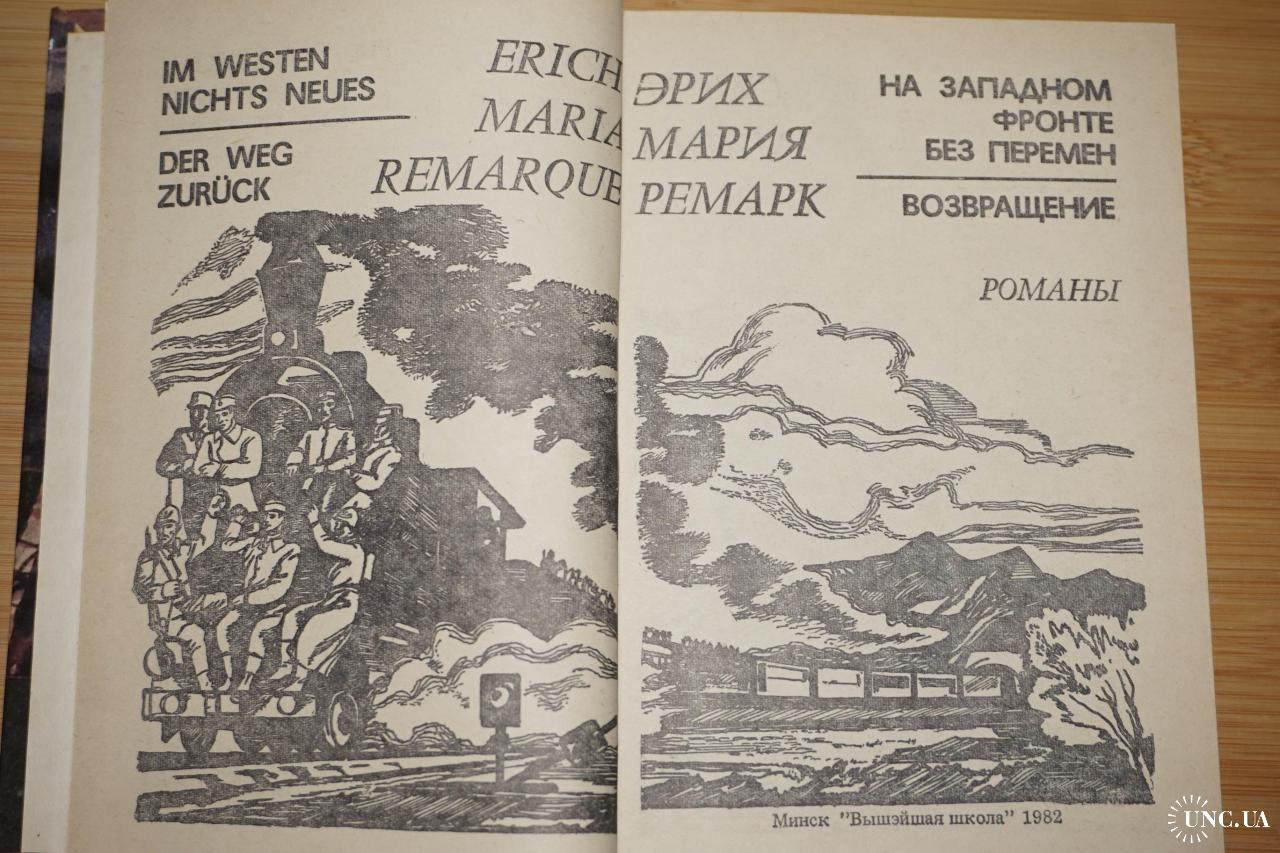 IM WESTEN
NICHTS NEUES
DER WEG
ZURÜCK
ERICH
MARIA
REMARQUE
ЭРИХ
МАРИЯ
РЕМАРК
НА ЗАПАДНОМ
ФРОНТЕ
БЕЗ ПЕРЕМЕН
ВОЗВРАЩЕНИЕ
РОМАНЫ
Минск "Вышэйшая школа" 1982
UNC.UA